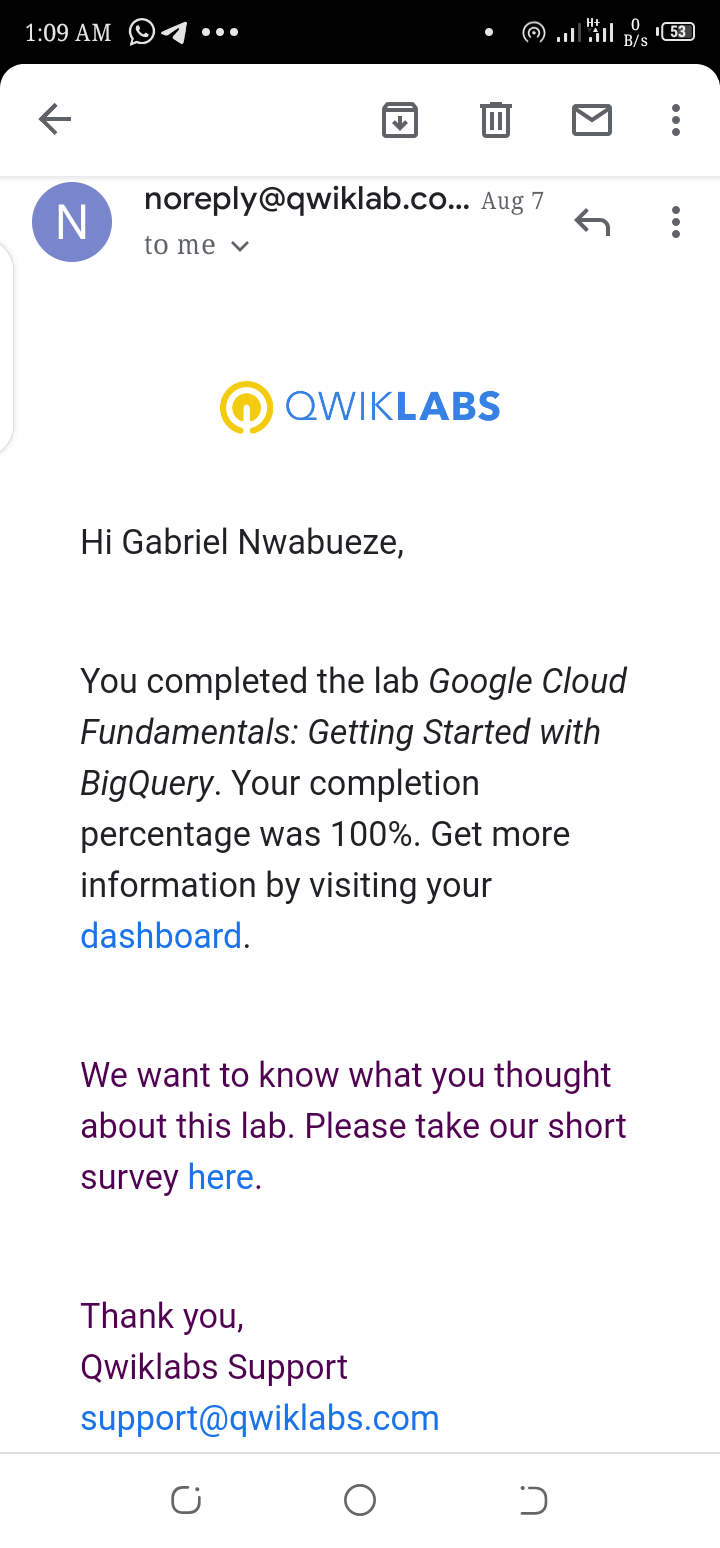 1:09 AM
H+
0
B/s
53
N
noreply@qwiklab.co... Aug 7
to me
QWIKLABS
Hi Gabriel Nwabueze,
You completed the lab Google Cloud
Fundamentals: Getting Started with
BigQuery. Your completion
percentage was 100%. Get more
information by visiting your
dashboard.
We want to know what you thought
about this lab. Please take our short
survey here.
Thank you,
Qwiklabs Support
support@qwiklabs.com